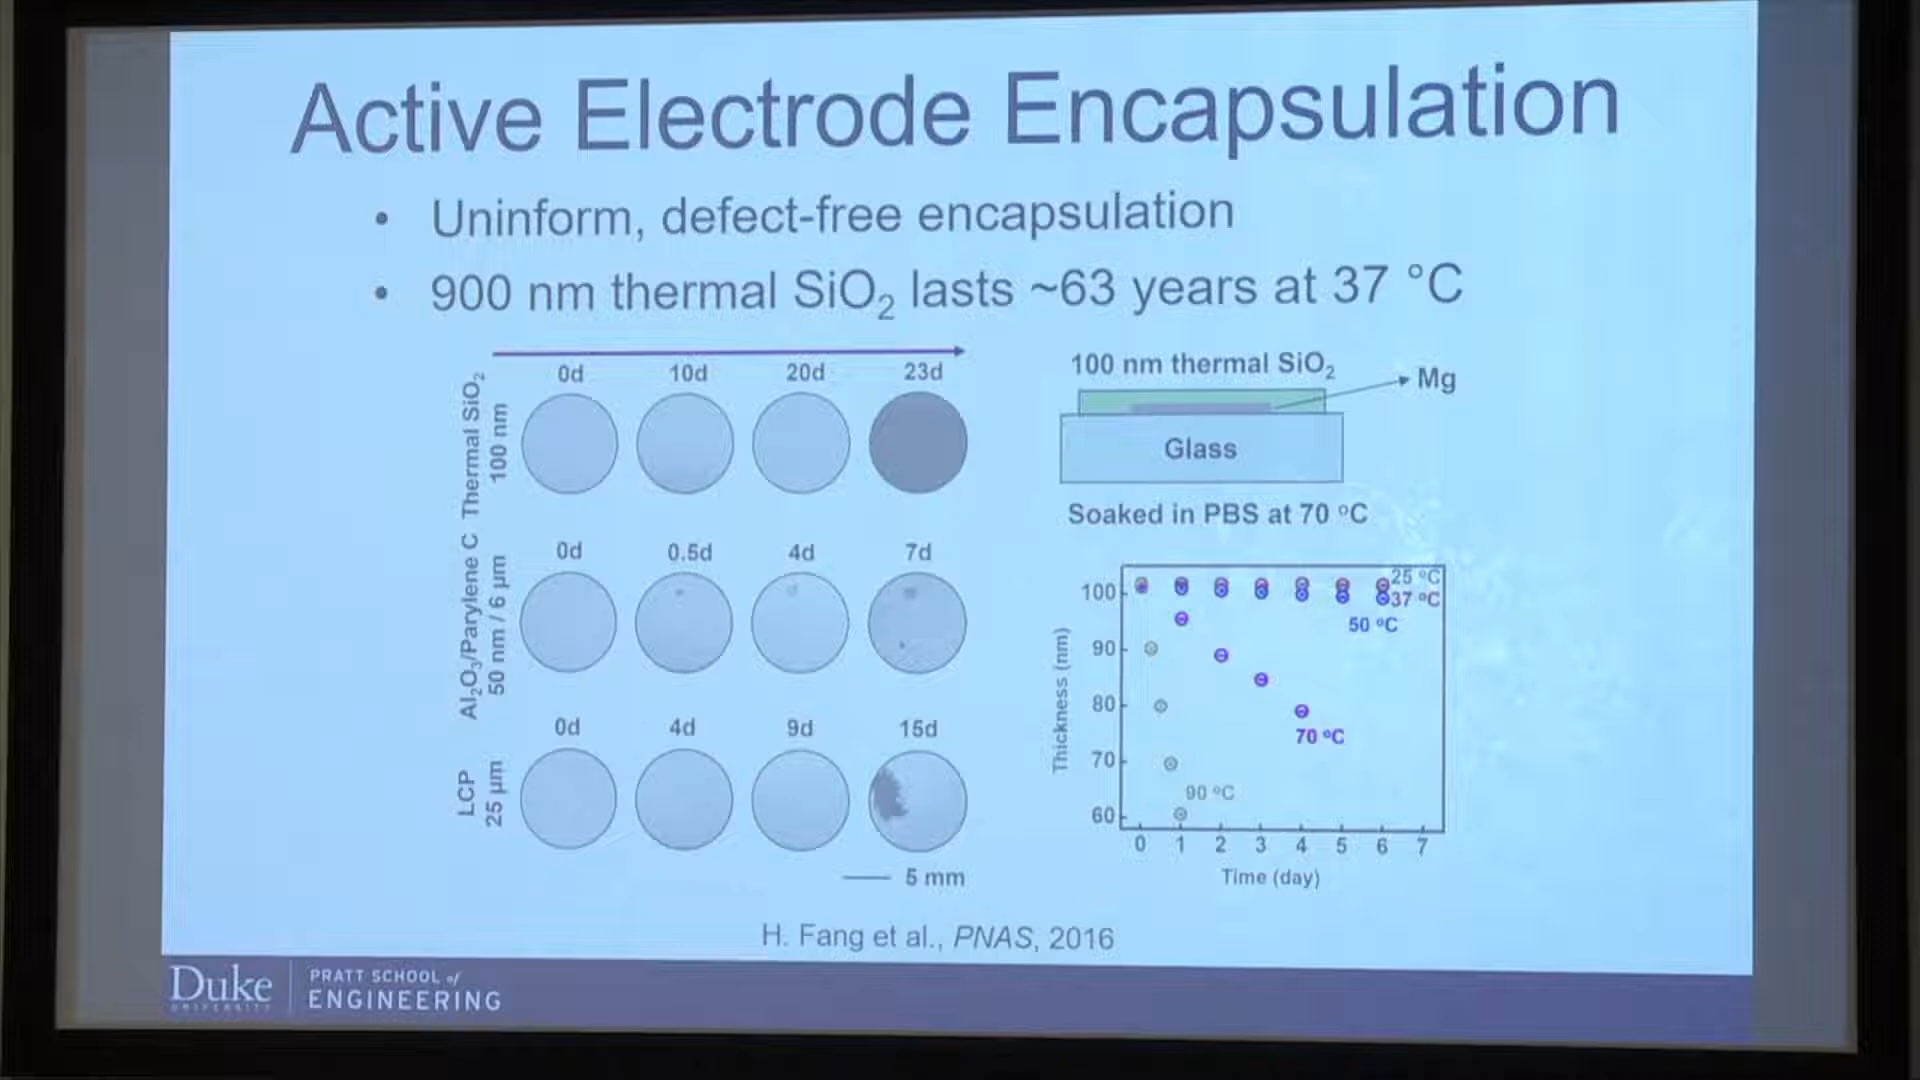 Active Electrode Encapsulation
• Uninform, defect-free encapsulation
• 900 nm thermal SiO₂ lasts ~63 years at 37 °C
Thermal SiO₂
100 nm
0d 10d 20d 23d
Al₂O₃/Parylene C
50 nm / 6 µm
0d 0.5d 4d 7d
LCP
25 µm
0d 4d 9d 15d
5 mm
100 nm thermal SiO₂
Mg
Glass
Soaked in PBS at 70 °C
Thickness (nm)
100
90
80
70
60
25 °C
37 °C
50 °C
70 °C
90 °C
0 1 2 3 4 5 6 7
Time (day)
H. Fang et al., PNAS, 2016
Duke
UNIVERSITY
PRATT SCHOOL of
ENGINEERING